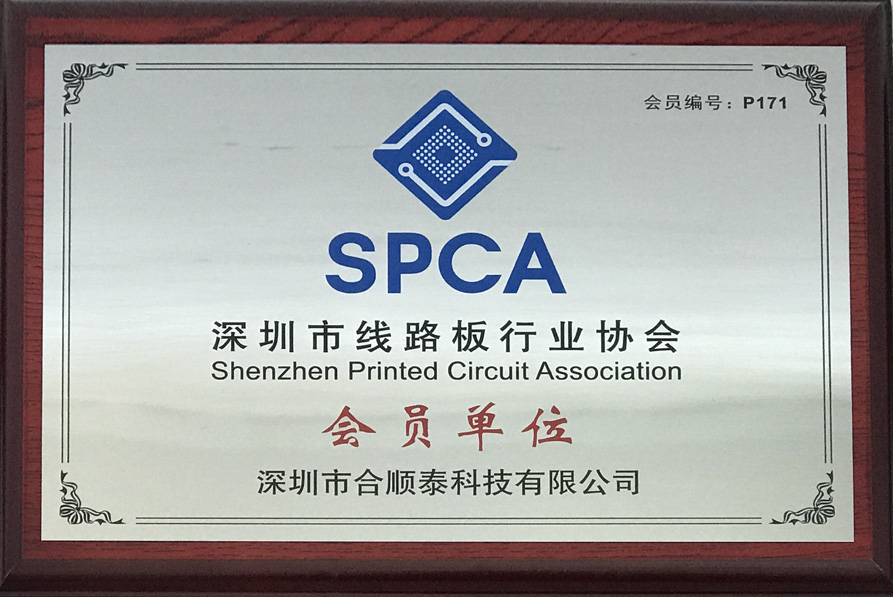 会员编号：P171
SPCA
深圳市线路板行业协会
Shenzhen Printed Circuit Association
会员单位
深圳市合顺泰科技有限公司